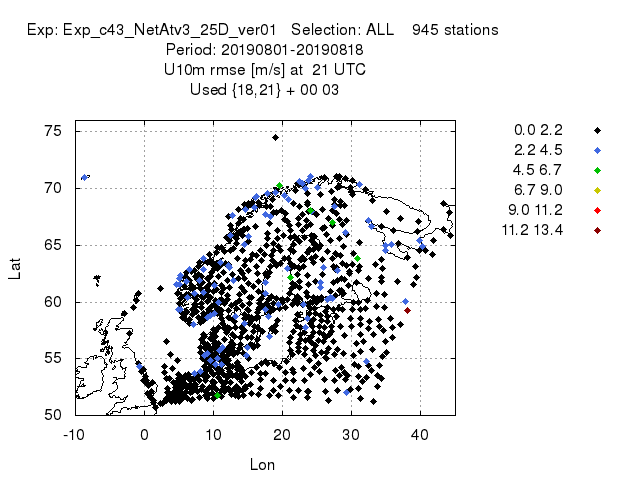 Exp: Exp_c43_NetAtv3_25D_ver01   Selection: ALL    945 stations
Period: 20190801-20190818
U10m rmse [m/s] at  21 UTC
Used {18,21} + 00 03
75
70
65
60
55
50
Lat
-10 0 10 20 30 40
Lon
0.0 2.2
2.2 4.5
4.5 6.7
6.7 9.0
9.0 11.2
11.2 13.4